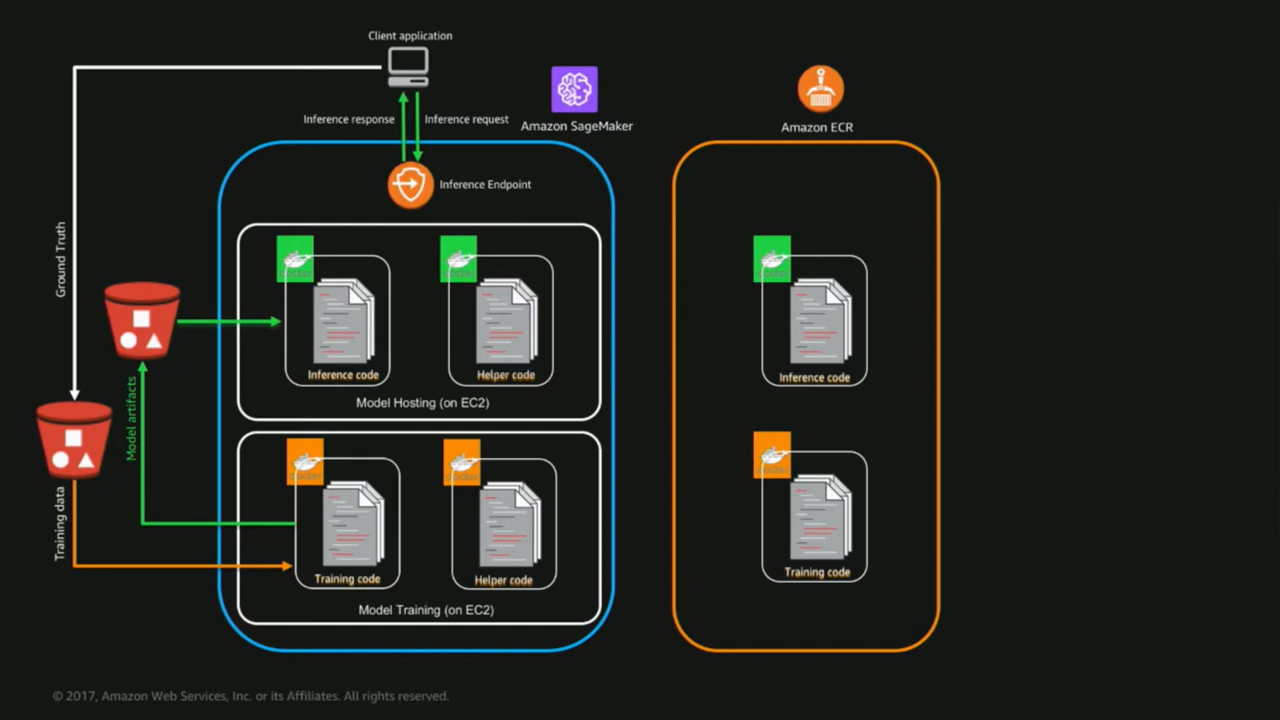 Client application
Inference response
Inference request
Amazon SageMaker
Amazon ECR
Inference Endpoint
Ground Truth
Inference code
Helper code
Inference code
Model Hosting (on EC2)
Model artifacts
Training data
Training code
Helper code
Training code
Model Training (on EC2)
© 2017, Amazon Web Services, Inc. or its Affiliates. All rights reserved.